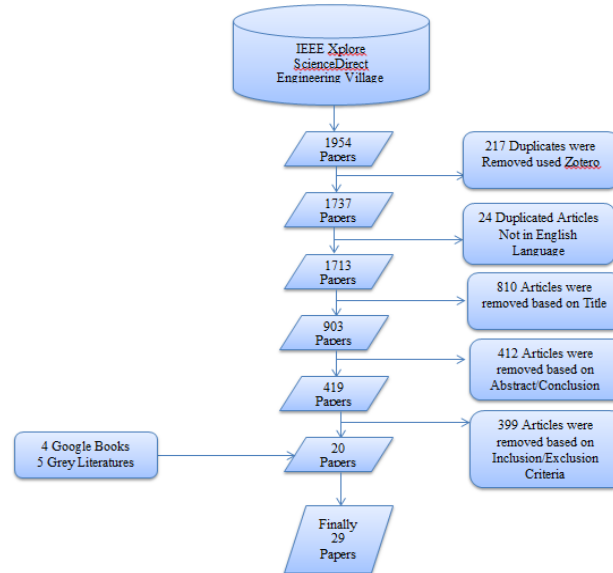 IEEE Xplore
ScienceDirect
Engineering Village
1954
Papers
217 Duplicates were
Removed used Zotero
1737
Papers
24 Duplicated Articles
Not in English
Language
1713
Papers
810 Articles were
removed based on Title
903
Papers
412 Articles were
removed based on
Abstract/Conclusion
419
Papers
399 Articles were
removed based on
Inclusion/Exclusion
Criteria
4 Google Books
5 Grey Literatures
20
Papers
Finally
29
Papers